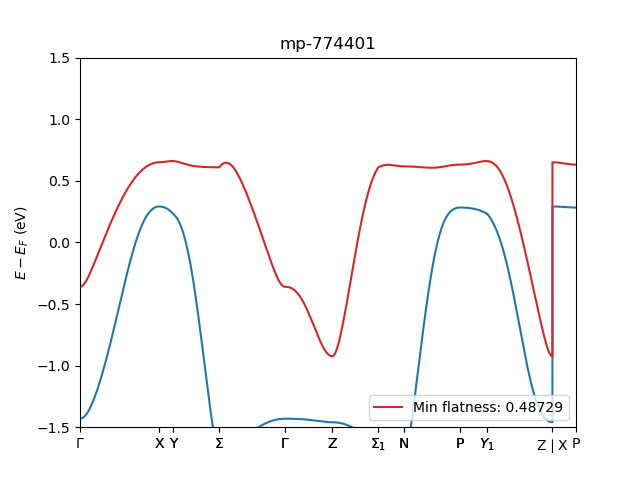 mp-774401
E − E_F (eV)
1.5
1.0
0.5
0.0
−0.5
−1.0
−1.5
Min flatness: 0.48729
Γ X Y Σ Γ Z Σ₁ N P Y₁ Z | X P